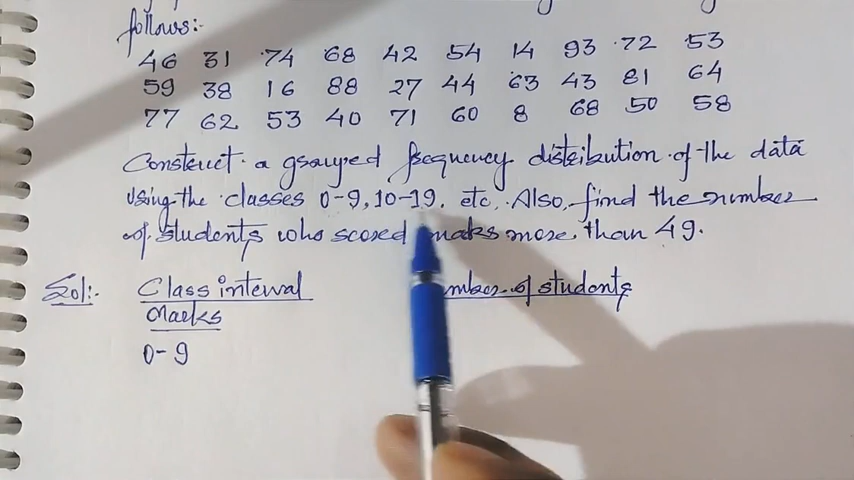 follows:-
46 31 74 68 42 54 14 93 72 53
59 38 16 88 27 44 63 43 81 64
77 62 53 40 71 60 8 68 50 58
Construct a grouped frequency distribution of the data
using the classes 0-9, 10-19, etc. Also, find the number
of students who scored marks more than 49.
Sol:- Class interval mber of students
Marks
0-9